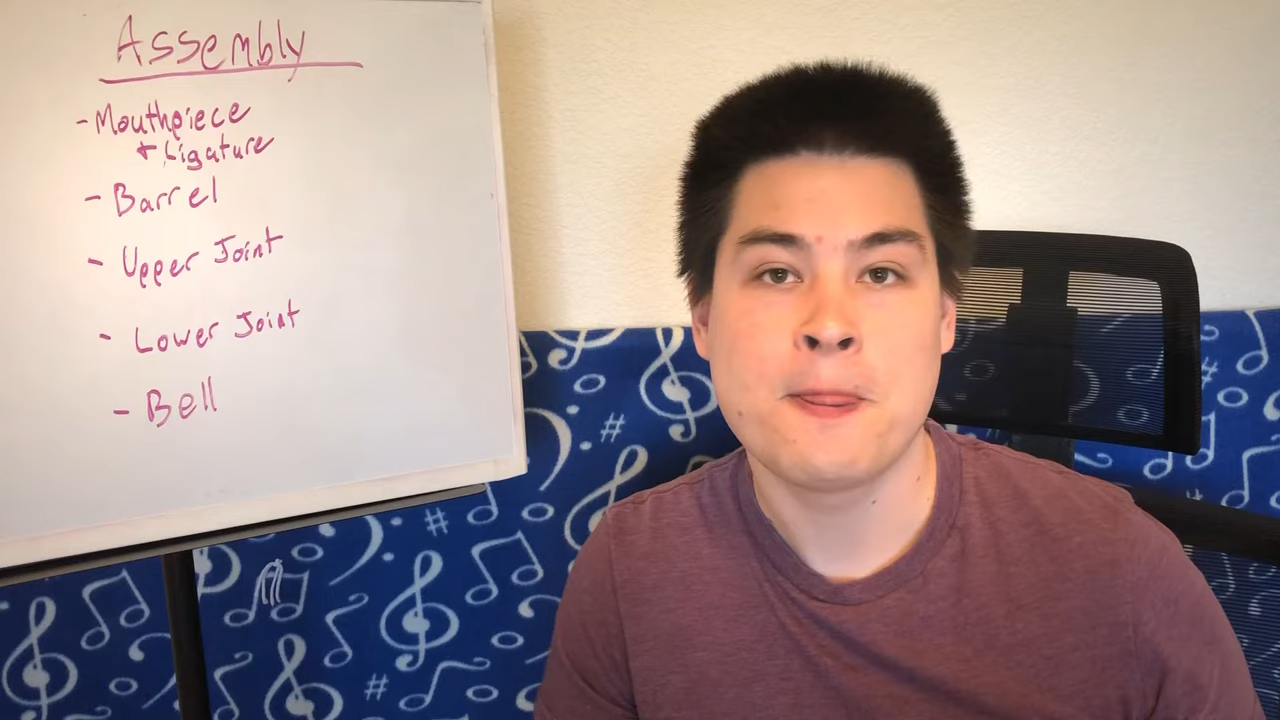 Assembly
- Mouthpiece
+ Ligature
- Barrel
- Upper Joint
- Lower Joint
- Bell